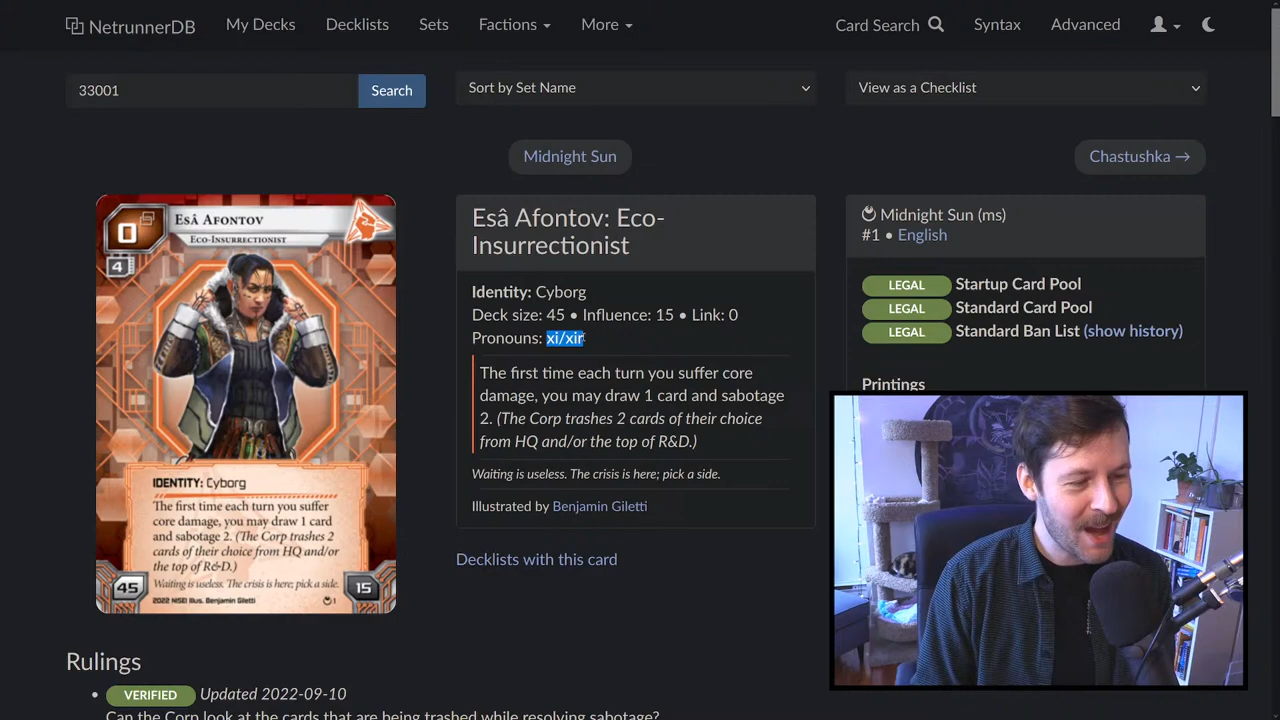 NetrunnerDB
My Decks
Decklists
Sets
Factions
More
Card Search
Syntax
Advanced
33001
Search
Sort by Set Name
View as a Checklist
Midnight Sun
Chastushka →
0
Esâ Afontov
Eco-Insurrectionist
4
IDENTITY: Cyborg
The first time each turn you suffer
core damage, you may draw 1 card
and sabotage 2. (The Corp trashes 2
cards of their choice from HQ and/or
the top of R&D.)
Waiting is useless. The crisis is here; pick a side.
45
2022 NISEI Illus. Benjamin Giletti
1
15
Esâ Afontov: Eco-
Insurrectionist
Identity: Cyborg
Deck size: 45 • Influence: 15 • Link: 0
Pronouns: xi/xir
The first time each turn you suffer core
damage, you may draw 1 card and sabotage
2. (The Corp trashes 2 cards of their choice
from HQ and/or the top of R&D.)
Waiting is useless. The crisis is here; pick a side.
Illustrated by Benjamin Giletti
Decklists with this card
Midnight Sun (ms)
#1 • English
LEGAL Startup Card Pool
LEGAL Standard Card Pool
LEGAL Standard Ban List (show history)
Printings
Rulings
• VERIFIED Updated 2022-09-10
Can the Corp look at the cards that are being trashed while resolving sabotage?